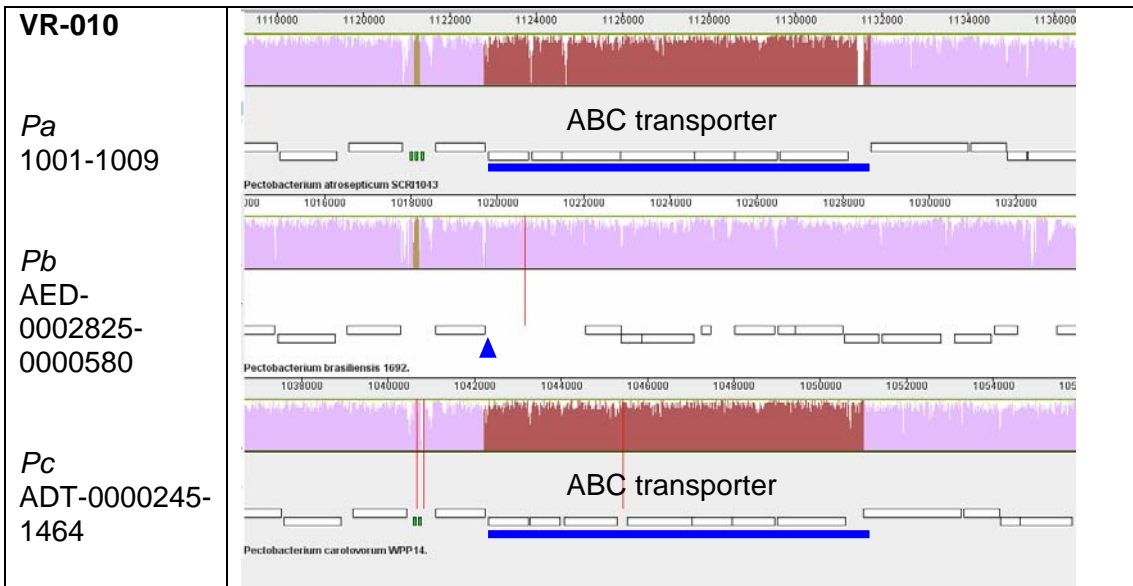 VR-010
Pa
1001-1009
Pb
AED-
0002825-
0000580
Pc
ADT-0000245-
1464
1110000 1120000 1122000 1124000 1126000 1128000 1130000 1132000 1134000 1136000
ABC transporter
Pectobacterium atrosepticum SCRI1043
000 1016000 1018000 1020000 1022000 1024000 1026000 1028000 1030000 1032000
Pectobacterium brasiliensis 1692.
1038000 1040000 1042000 1044000 1046000 1048000 1050000 1052000 1054000 105
ABC transporter
Pectobacterium carotovorum WPP14.